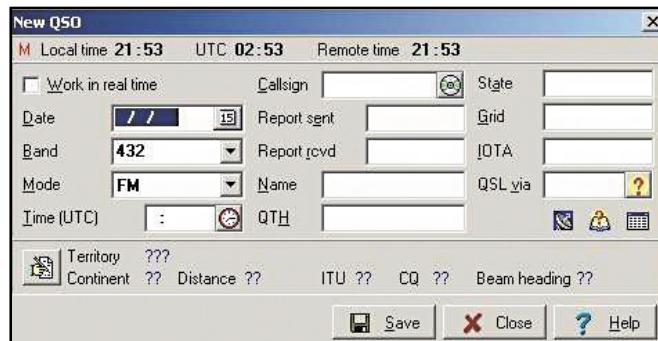 New QSO
M Local time 21:53 UTC 02:53 Remote time 21:53
Work in real time Callsign State
Date / / 15 Report sent Grid
Band 432 Report rcvd IOTA
Mode FM Name QSL via ?
Time (UTC) : QTH
Territory ???
Continent ?? Distance ?? ITU ?? CQ ?? Beam heading ??
Save Close ? Help